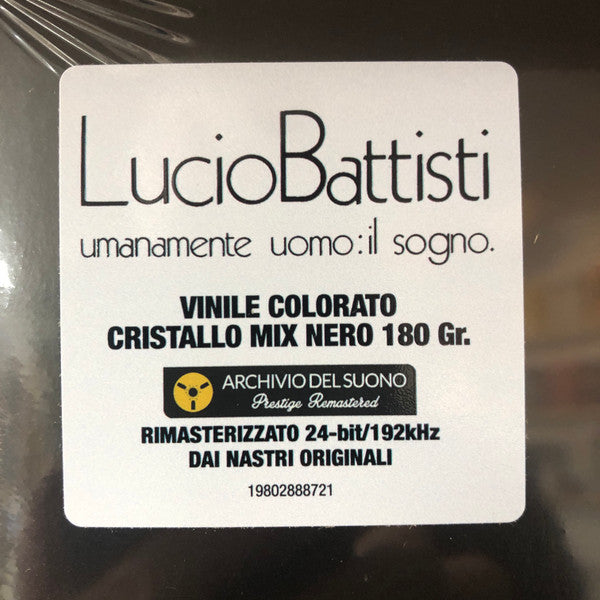 LucioBattisti
umanamente uomo: il sogno.
VINILE COLORATO
CRISTALLO MIX NERO 180 Gr.
ARCHIVIO DEL SUONO
Prestige Remastered
RIMASTERIZZATO 24-bit/192kHz
DAI NASTRI ORIGINALI
19802888721